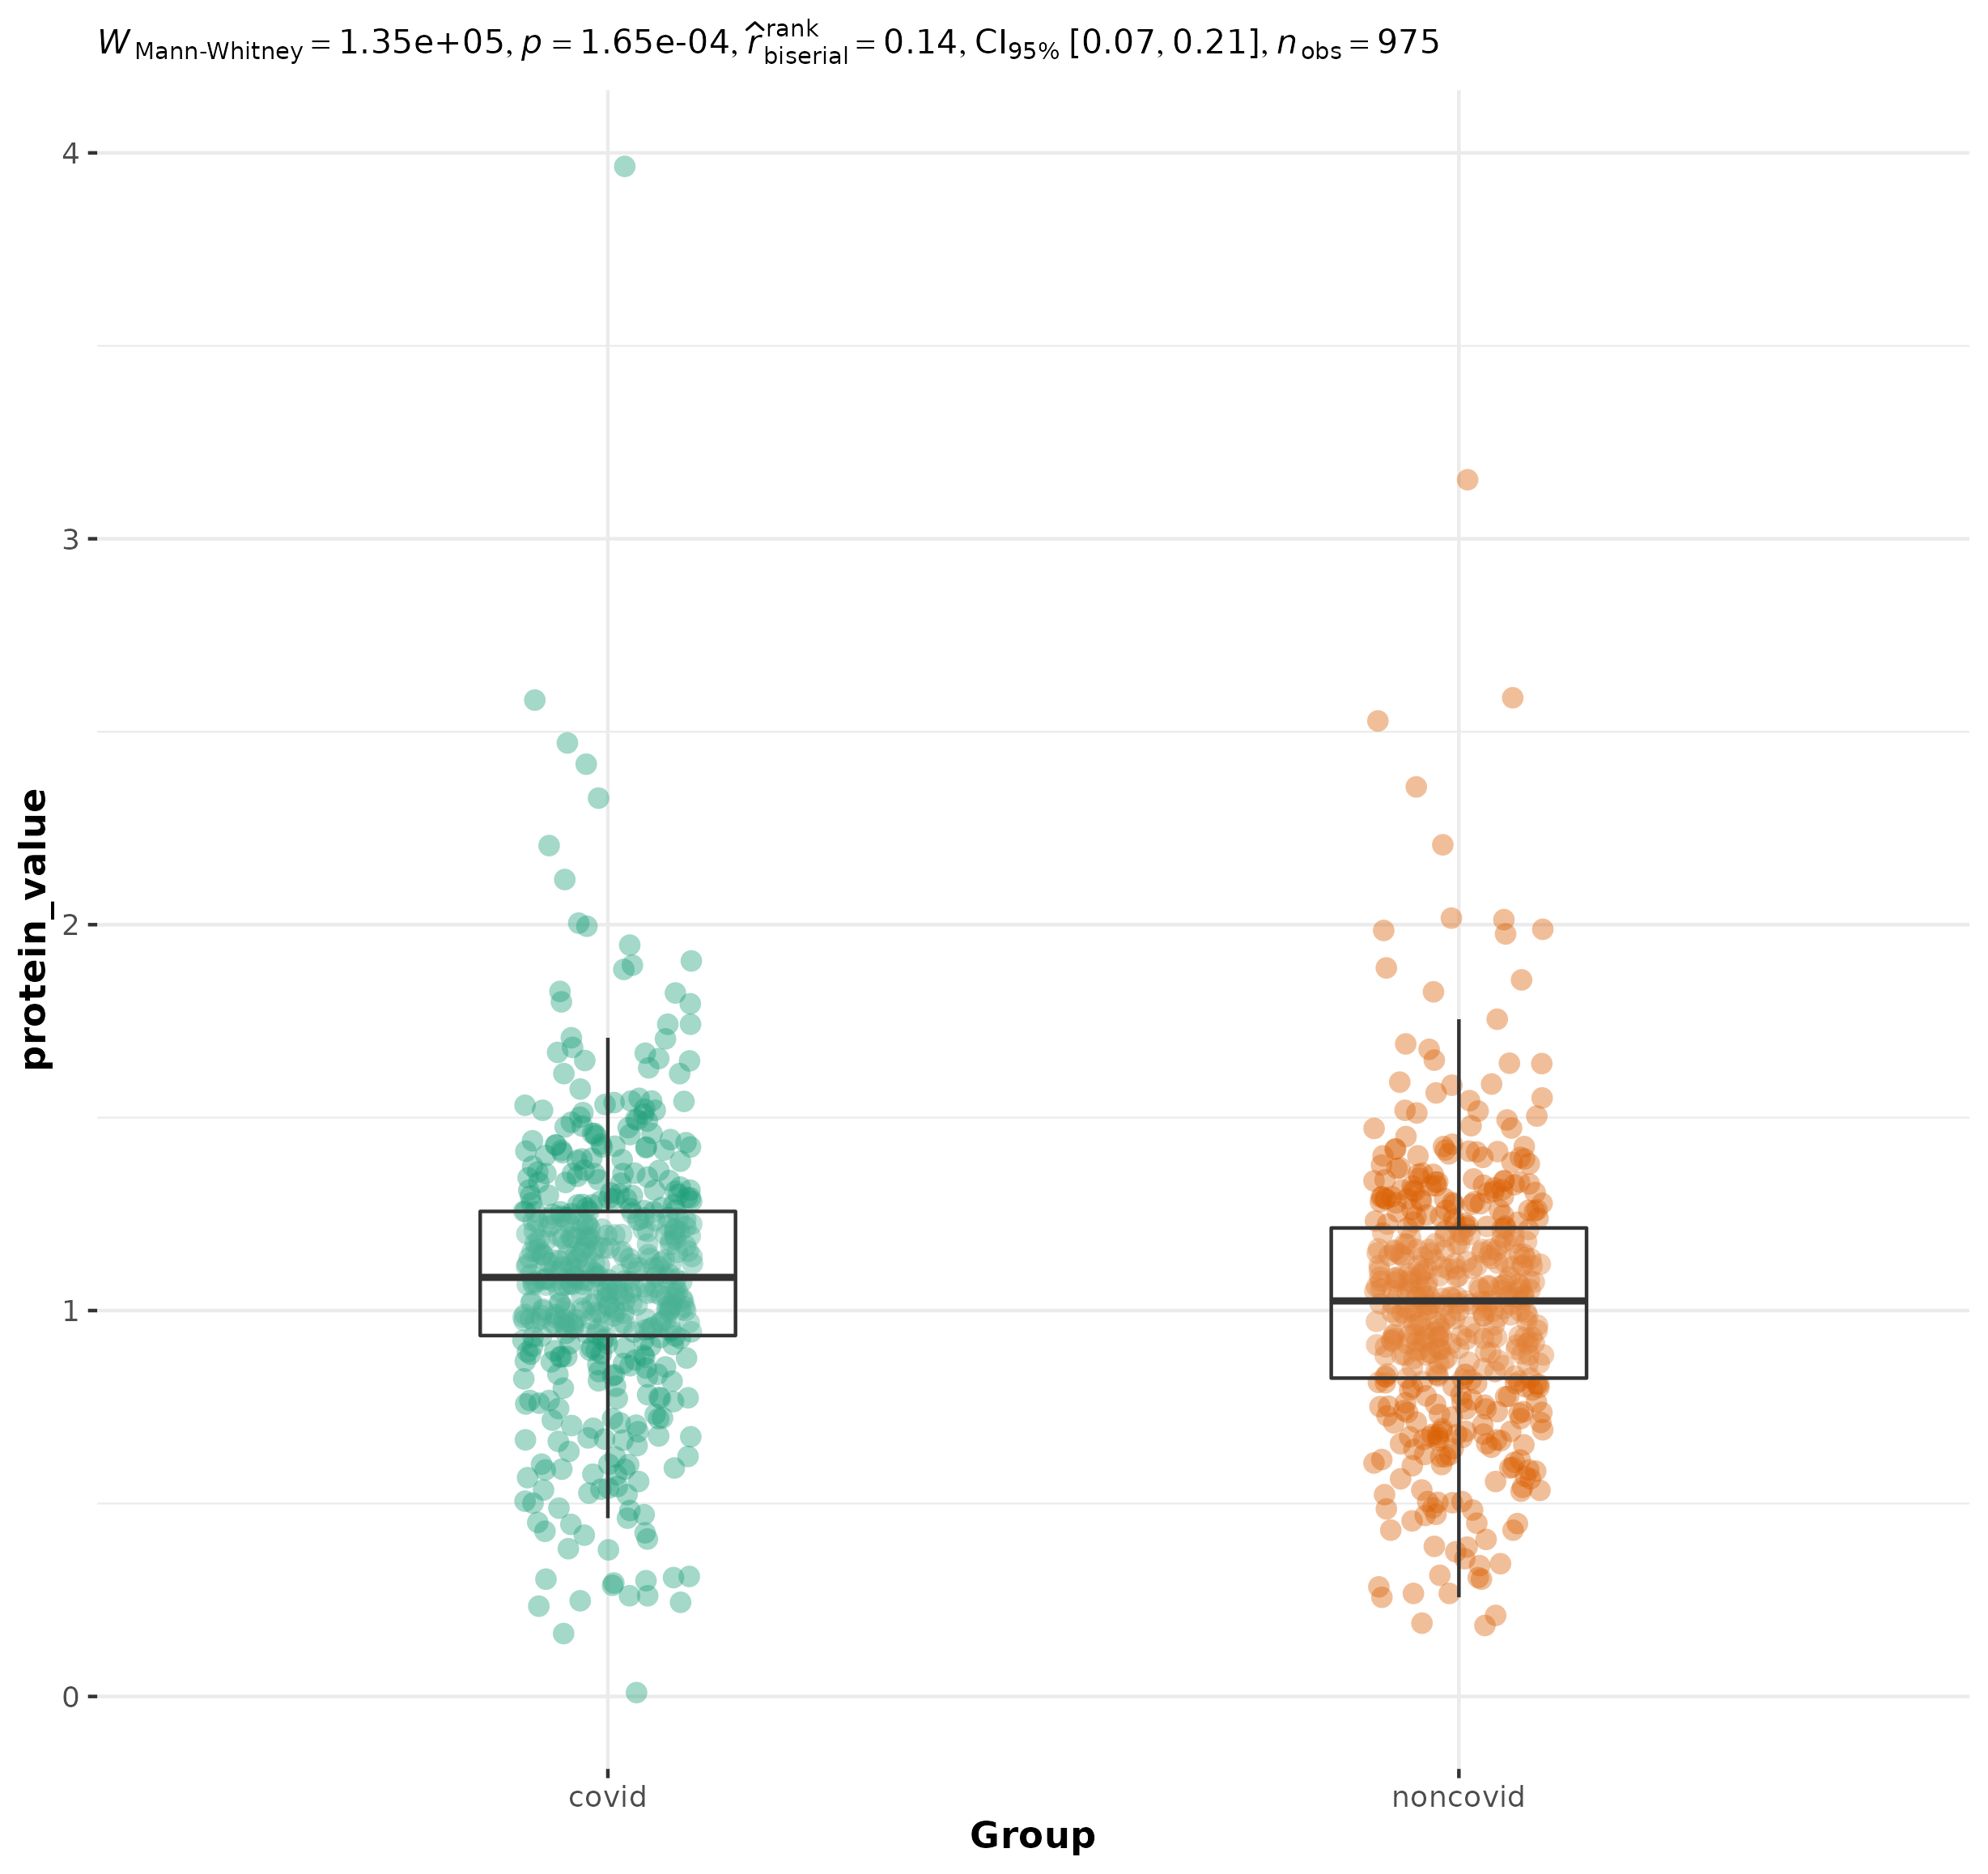 W Mann-Whitney = 1.35e+05, p = 1.65e-04, r̂ rank biserial = 0.14, CI95% [0.07, 0.21], n obs = 975
4
3
2
1
0
protein_value
covid noncovid
Group